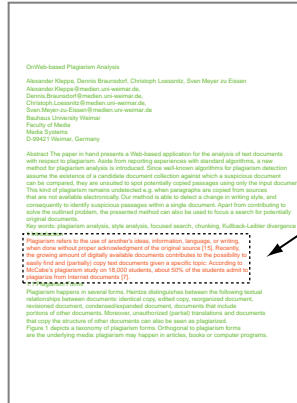 OnWeb-based Plagiarism Analysis
Alexander Kleppe, Dennis Braunsdorf, Christoph Loessnitz, Sven Meyer zu Eissen
Alexander.Kleppe@medien.uni-weimar.de,
Dennis.Braunsdorf@medien.uni-weimar.de,
Christoph.Loessnitz@medien.uni-weimar.de,
Sven.Meyer-zu-Eissen@medien.uni-weimar.de
Bauhaus University Weimar
Faculty of Media
Media Systems
D-99421 Weimar, Germany
Abstract The paper in hand presents a Web-based application for the analysis of text documents
with respect to plagiarism. Aside from reporting experiences with standard algorithms, a new
method for plagiarism analysis is introduced. Since well-known algorithms for plagiarism detection
assume the existence of a candidate document collection against which a suspicious document
can be compared, they are unsuited to spot potentially copied passages using only the input document.
This kind of plagiarism remains undetected e.g. when paragraphs are copied from sources
that are not available electronically. Our method is able to detect a change in writing style, and
consequently to identify suspicious passages within a single document. Apart from contributing to
solve the outlined problem, the presented method can also be used to focus a search for potentially
original documents.
Key words: plagiarism analysis, style analysis, focused search, chunking, Kullback-Leibler divergence
Plagiarism refers to the use of another's ideas, information, language, or writing,
when done without proper acknowledgment of the original source [15]. Recently,
the growing amount of digitally available documents contributes to the possibility to
easily find and (partially) copy text documents given a specific topic: According to
McCabe's plagiarism study on 18,000 students, about 50% of the students admit to
plagiarize from Internet documents [7].
Plagiarism happens in several forms. Heintze distinguishes between the following textual
relationships between documents: identical copy, edited copy, reorganized document,
revisioned document, condensed/expanded document, documents that include
portions of other documents. Moreover, unauthorized (partial) translations and documents
that copy the structure of other documents can also be seen as plagiarized.
Figure 1 depicts a taxonomy of plagiarism forms. Orthogonal to plagiarism forms
are the underlying media: plagiarism may happen in articles, books or computer programs.